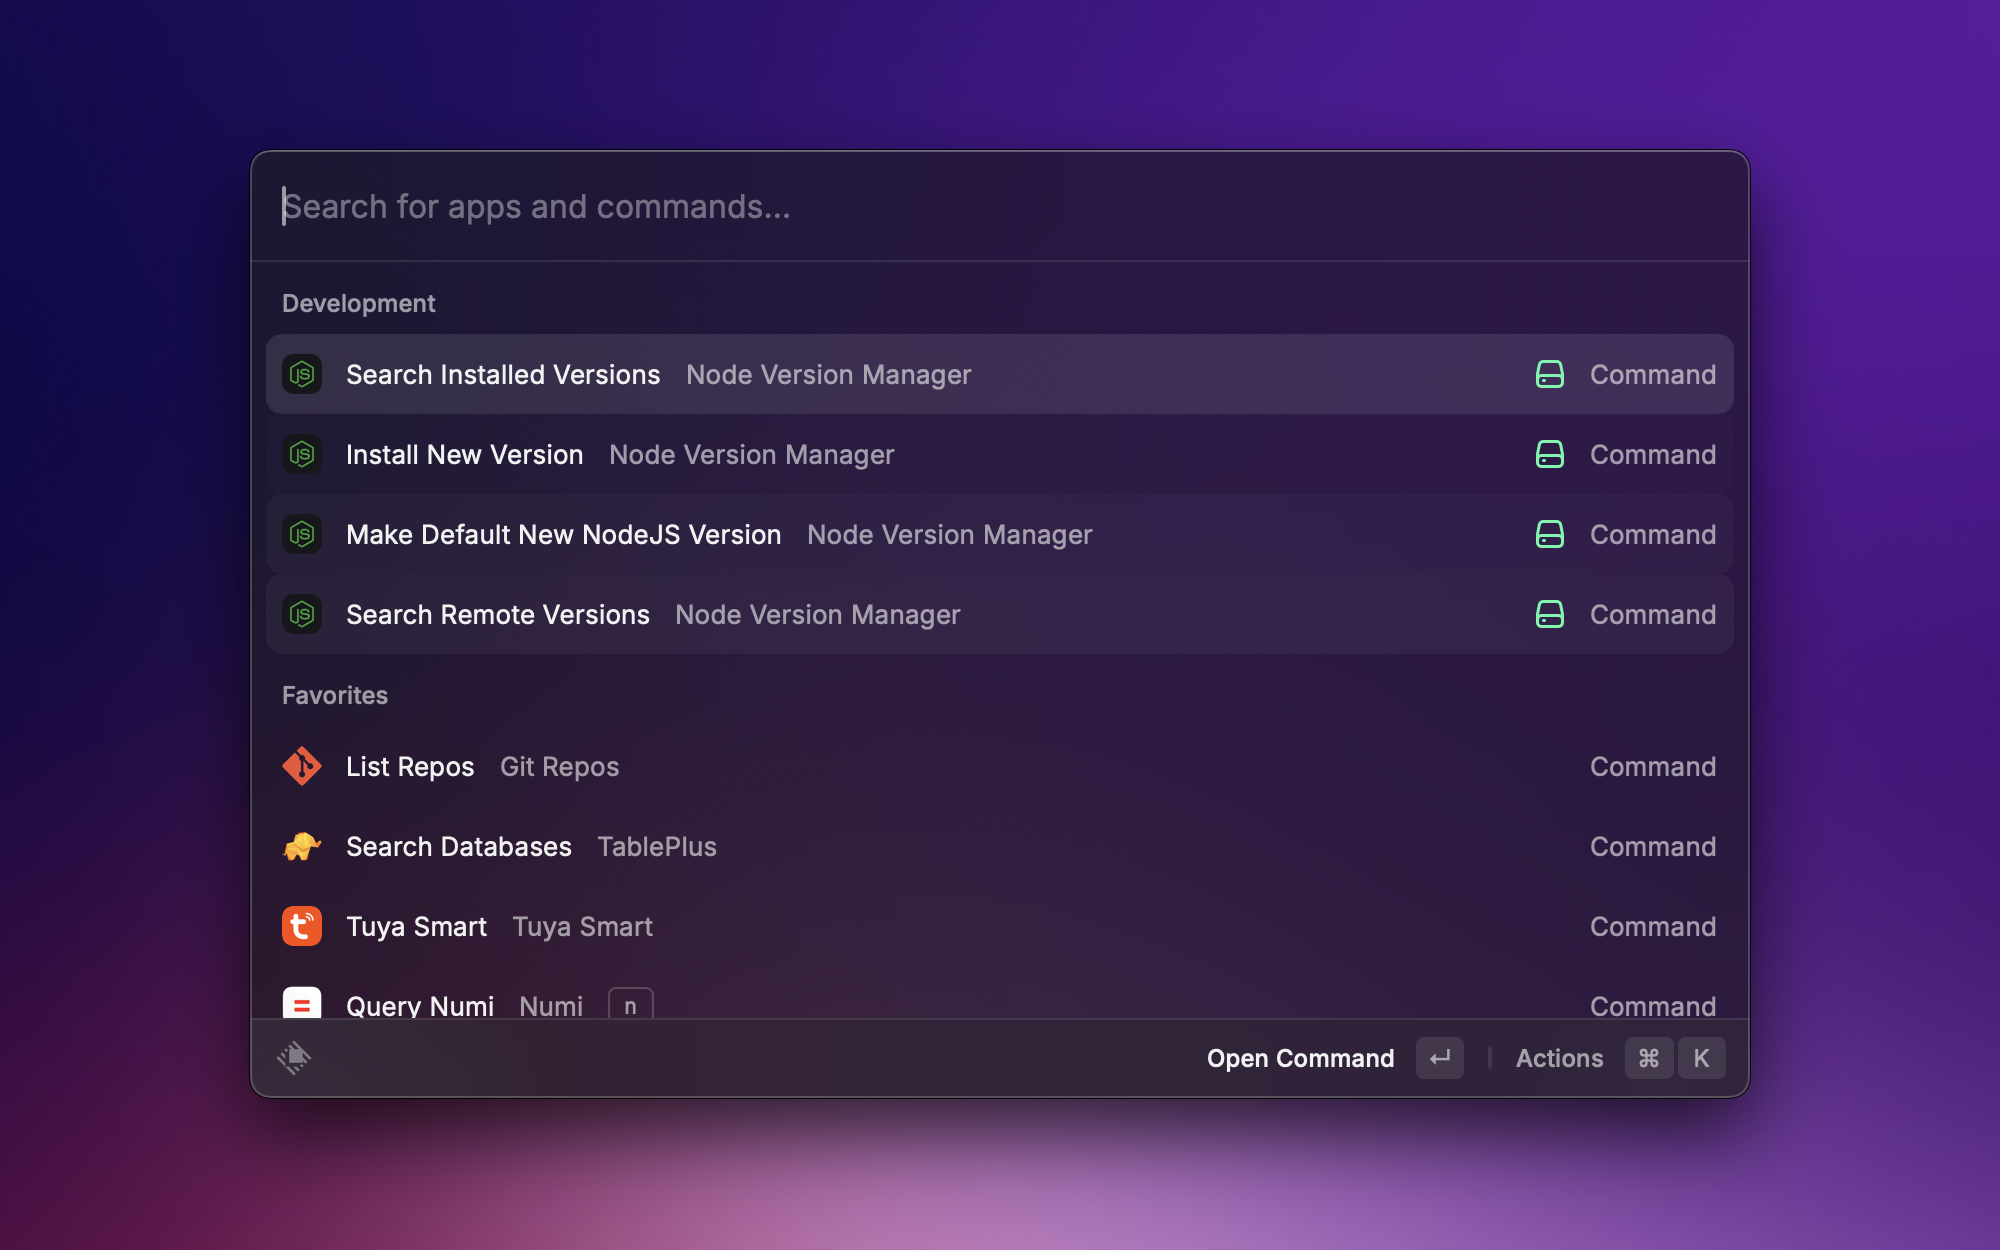 Search for apps and commands...
Development
Search Installed Versions Node Version Manager Command
Install New Version Node Version Manager Command
Make Default New NodeJS Version Node Version Manager Command
Search Remote Versions Node Version Manager Command
Favorites
List Repos Git Repos Command
Search Databases TablePlus Command
Tuya Smart Tuya Smart Command
Query Numi Numi n Command
Open Command ↵ Actions ⌘ K